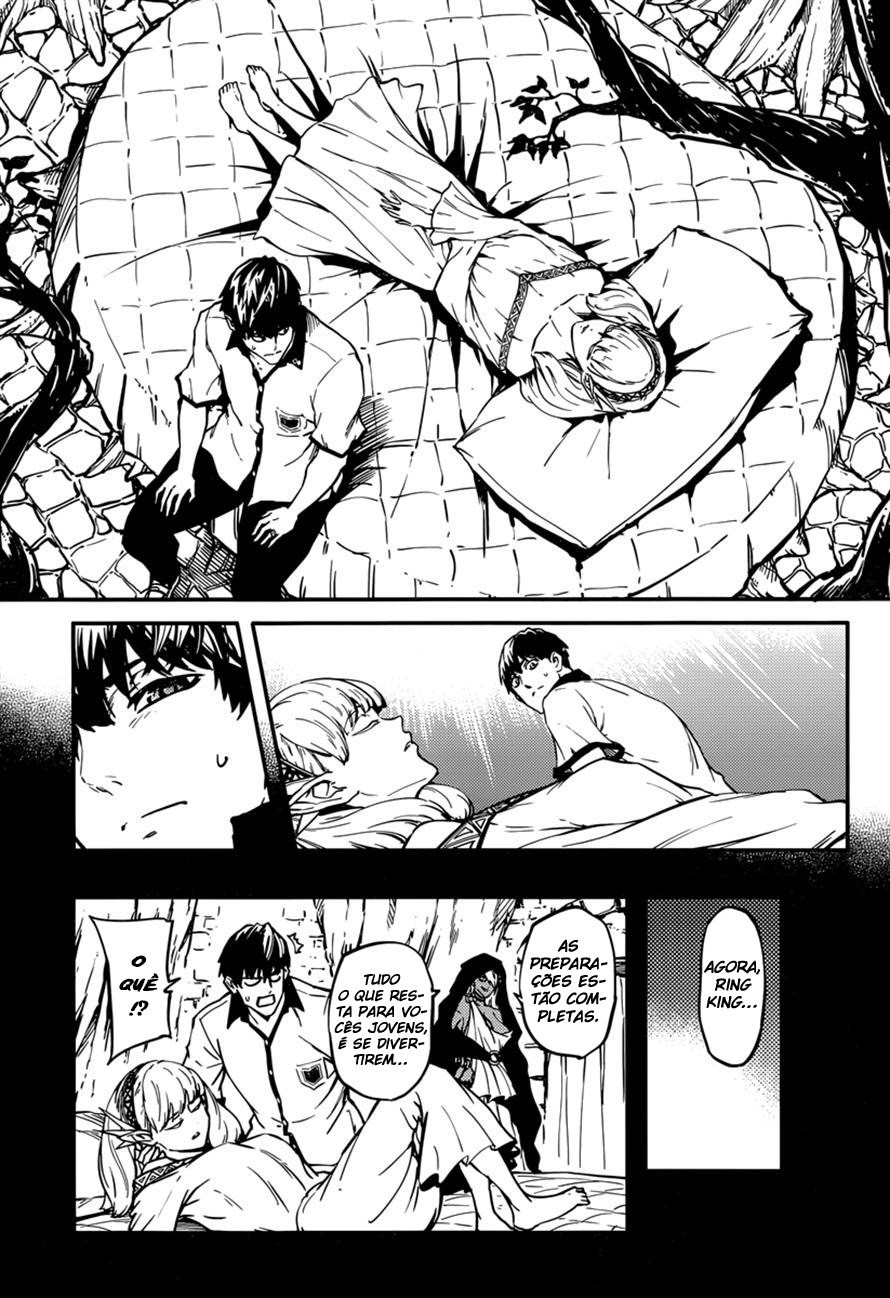 AGORA,
RING
KING...
AS
PREPARA-
ÇÕES ES-
TÃO COM-
PLETAS.
TUDO
O QUE RES-
TA PARA VO-
CÊS JOVENS,
É SE DIVER-
TIREM...
O
QUÊ
!?